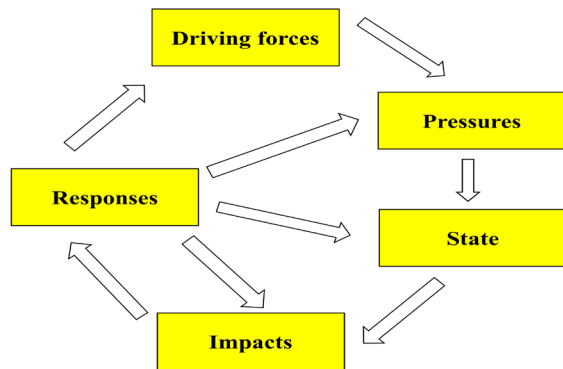 Driving forces
Pressures
Responses
State
Impacts